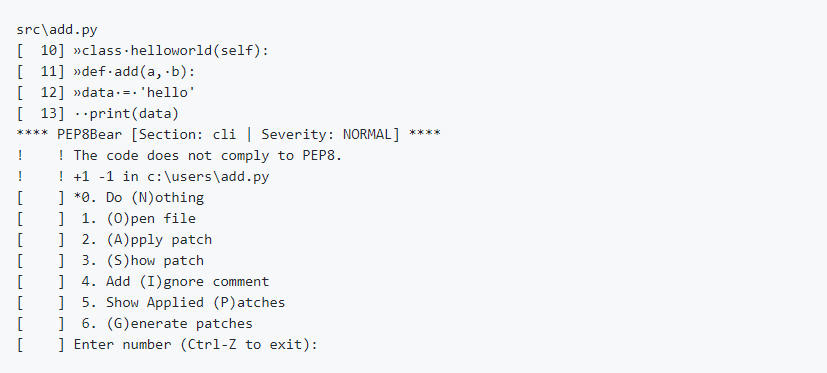 src\add.py
[  10] »class·helloworld(self):
[  11] »def·add(a,·b):
[  12] »data·=·'hello'
[  13] ··print(data)
**** PEP8Bear [Section: cli | Severity: NORMAL] ****
!    ! The code does not comply to PEP8.
!    ! +1 -1 in c:\users\add.py
[    ] *0. Do (N)othing
[    ]  1. (O)pen file
[    ]  2. (A)pply patch
[    ]  3. (S)how patch
[    ]  4. Add (I)gnore comment
[    ]  5. Show Applied (P)atches
[    ]  6. (G)enerate patches
[    ] Enter number (Ctrl-Z to exit):